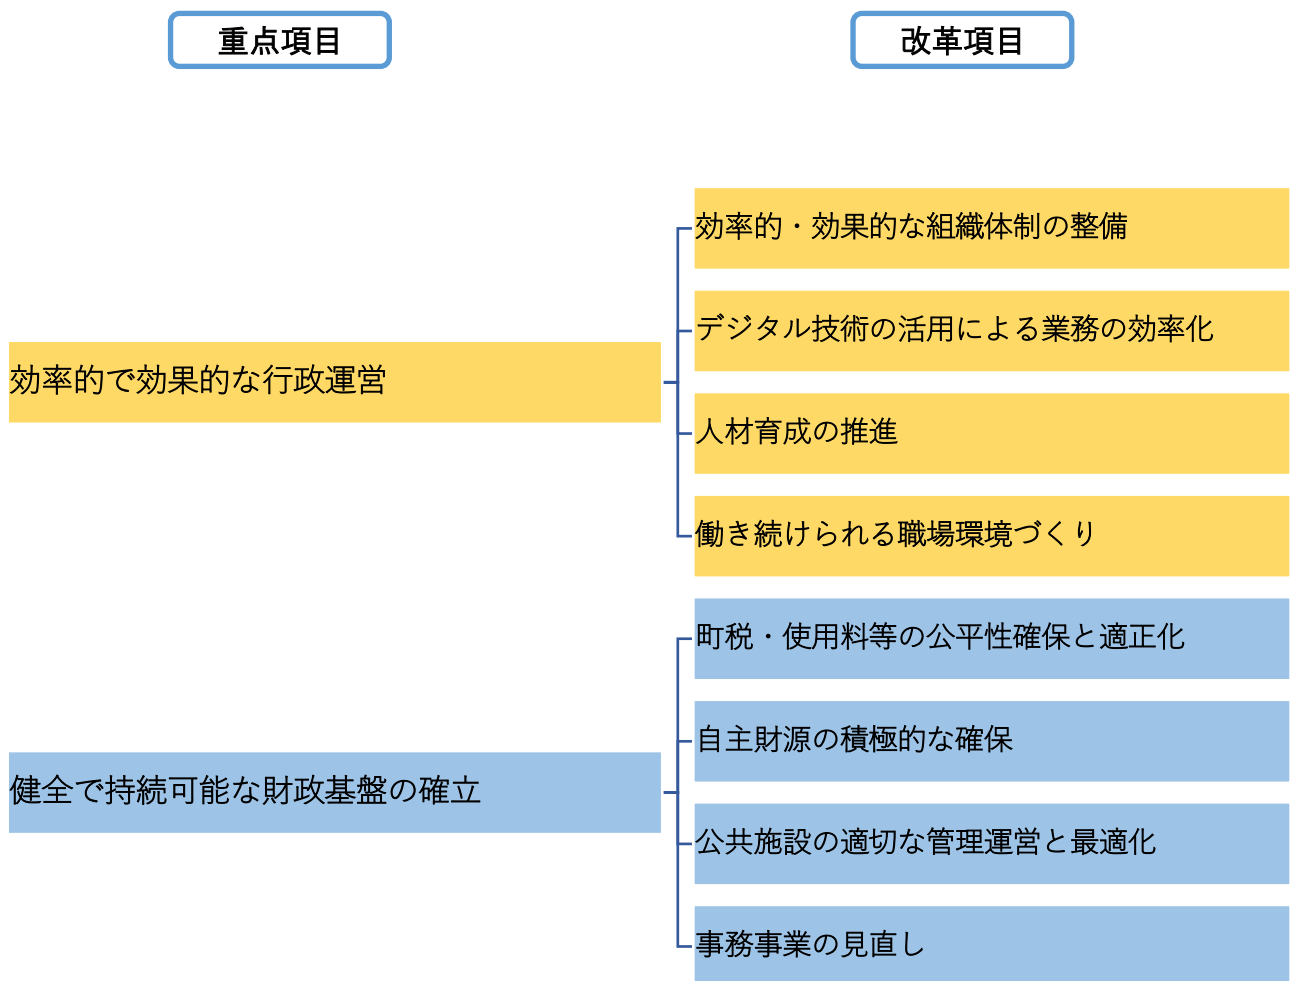 重点項目
改革項目
効率的で効果的な行政運営
効率的・効果的な組織体制の整備
デジタル技術の活用による業務の効率化
人材育成の推進
働き続けられる職場環境づくり
健全で持続可能な財政基盤の確立
町税・使用料等の公平性確保と適正化
自主財源の積極的な確保
公共施設の適切な管理運営と最適化
事務事業の見直し